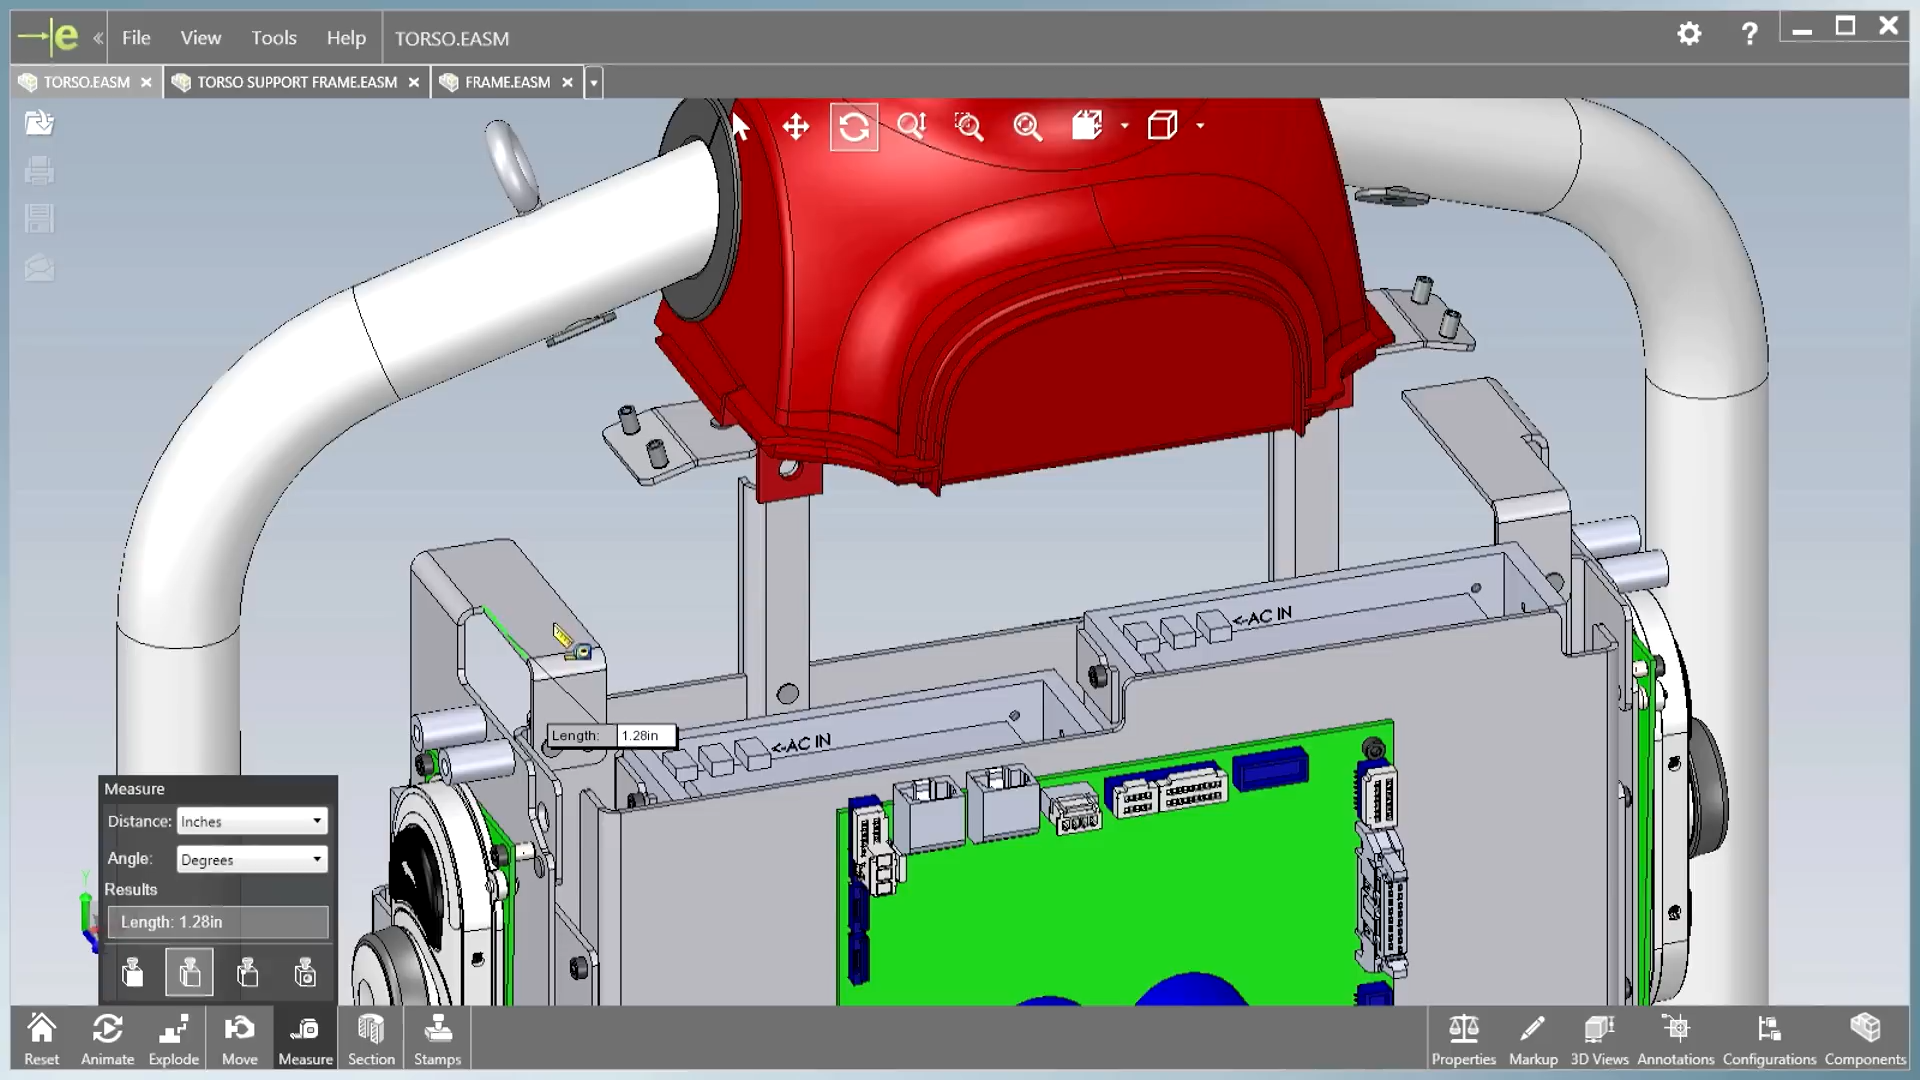 e « File View Tools Help TORSO.EASM ?
TORSO.EASM TORSO SUPPORT FRAME.EASM FRAME.EASM
<-AC IN
<-AC IN
Length: 1.28in
Measure
Distance: Inches
Angle: Degrees
Results
Length: 1.28in
Y
Reset Animate Explode Move Measure Section Stamps Properties Markup 3D Views Annotations Configurations Components